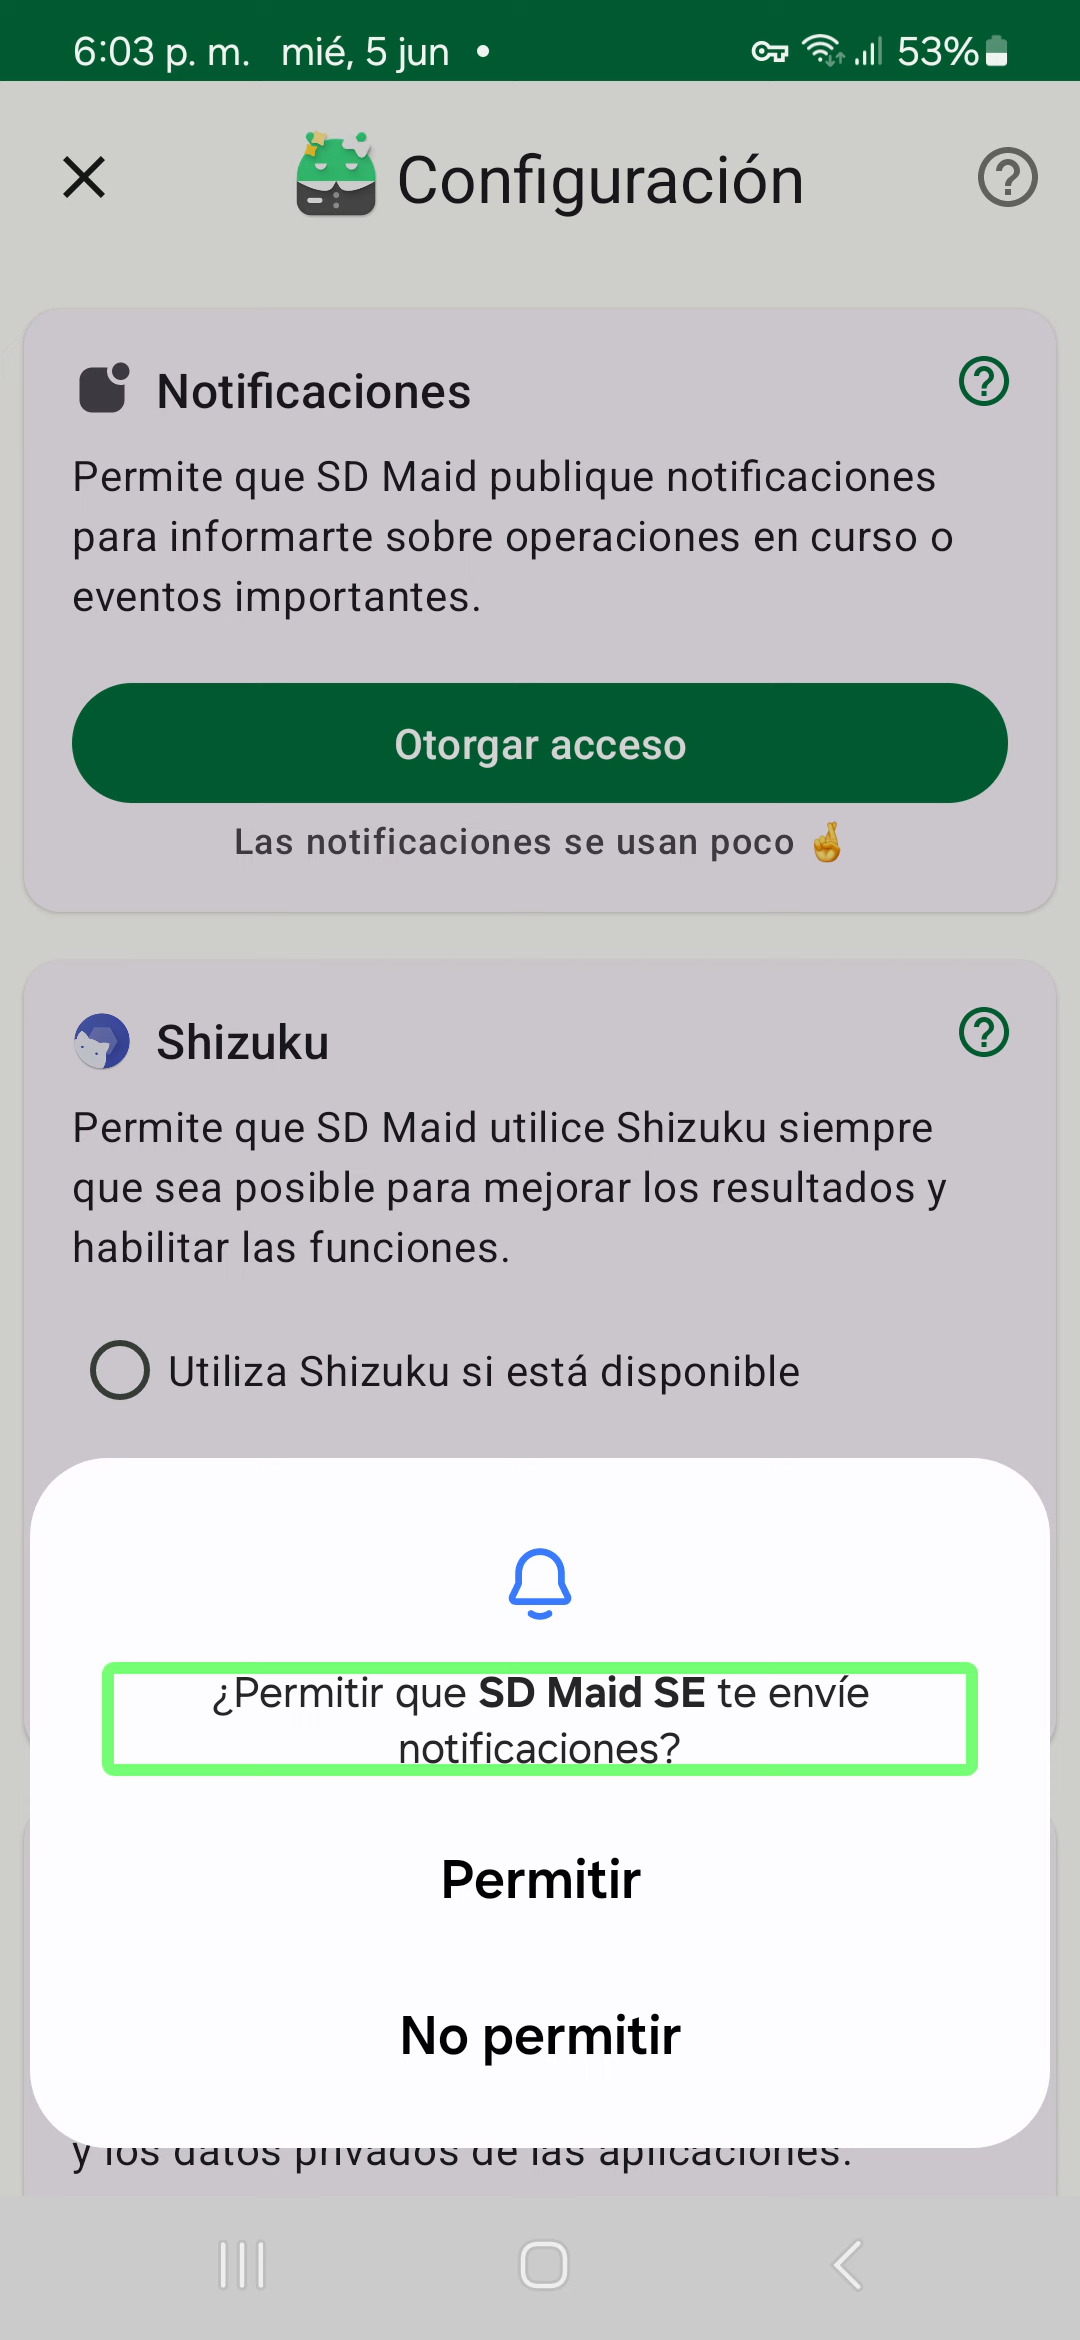 6:03 p. m. mié, 5 jun • 53%
Configuración
Notificaciones
Permite que SD Maid publique notificaciones
para informarte sobre operaciones en curso o
eventos importantes.
Otorgar acceso
Las notificaciones se usan poco 🤞
Shizuku
Permite que SD Maid utilice Shizuku siempre
que sea posible para mejorar los resultados y
habilitar las funciones.
Utiliza Shizuku si está disponible
¿Permitir que SD Maid SE te envíe
notificaciones?
Permitir
No permitir
y los datos privados de las aplicaciones.